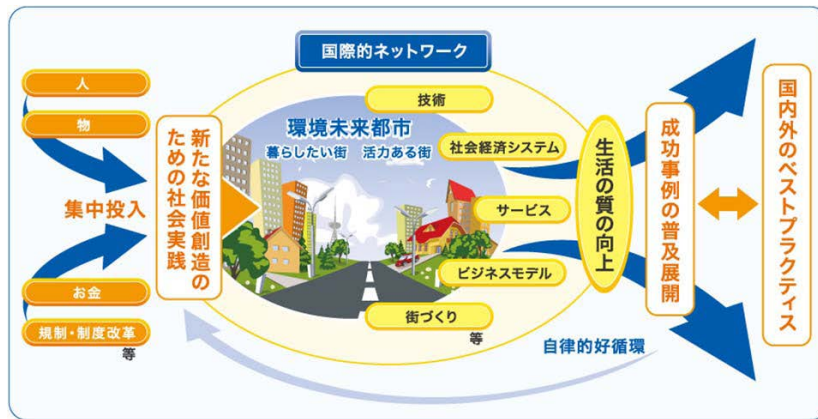 国際的ネットワーク
人
物
集中投入
お金
規制・制度改革
等
新たな価値創造の
ための社会実践
環境未来都市
暮らしたい街　活力ある街
技術
社会経済システム
サービス
ビジネスモデル
街づくり
等
生活の質の向上
成功事例の普及展開
国内外のベストプラクティス
自律的好循環